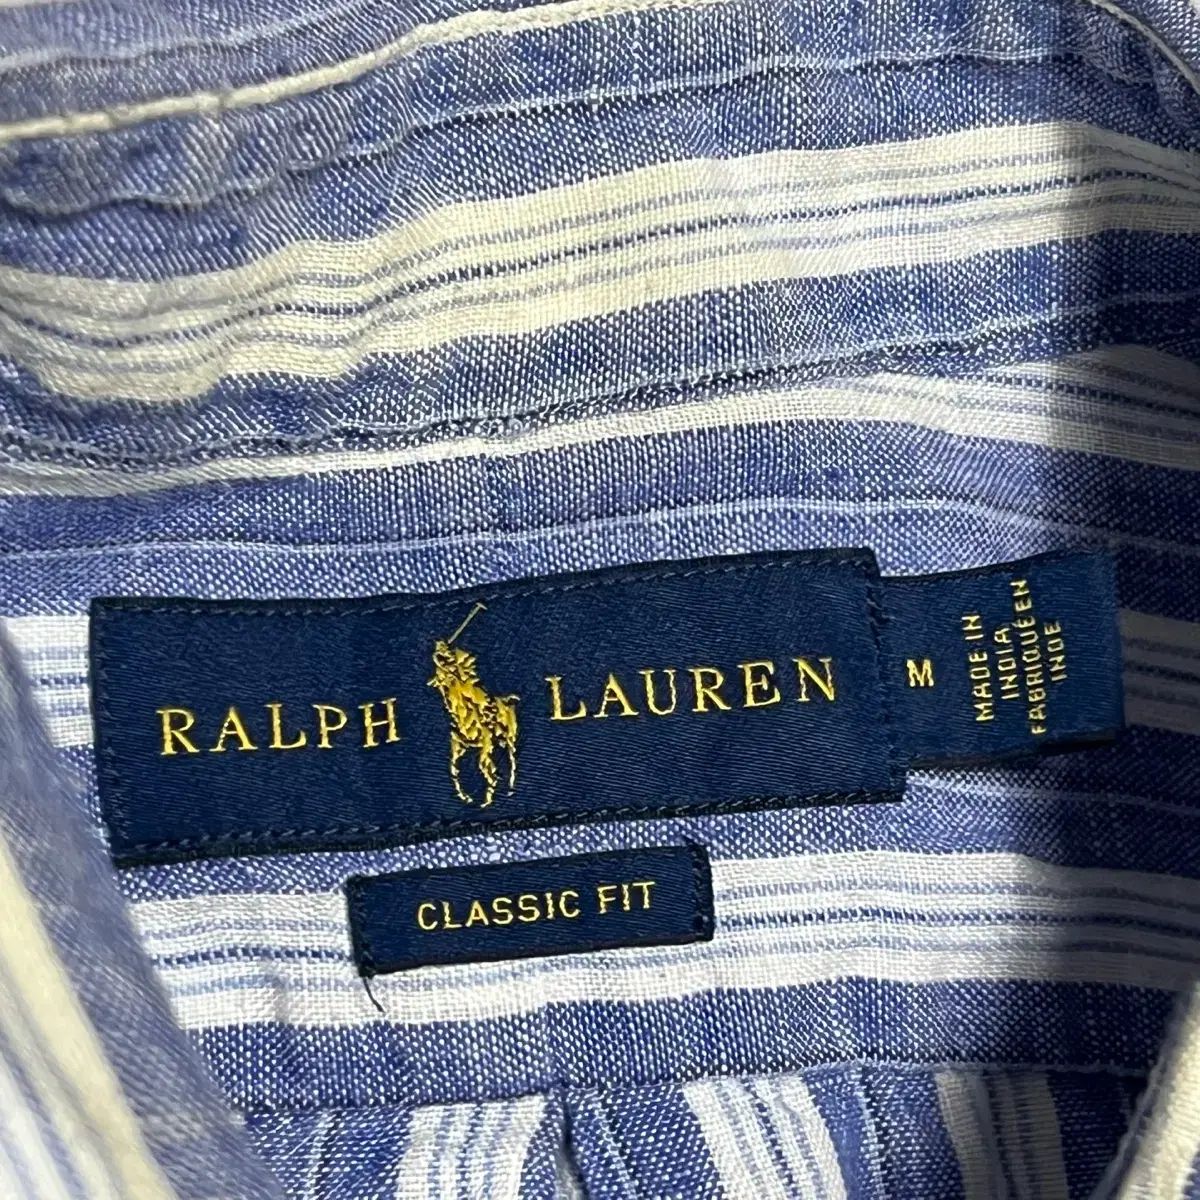 RALPH LAUREN
M
MADE IN
INDIA
FABRIQUÉ EN
INDE
CLASSIC FIT